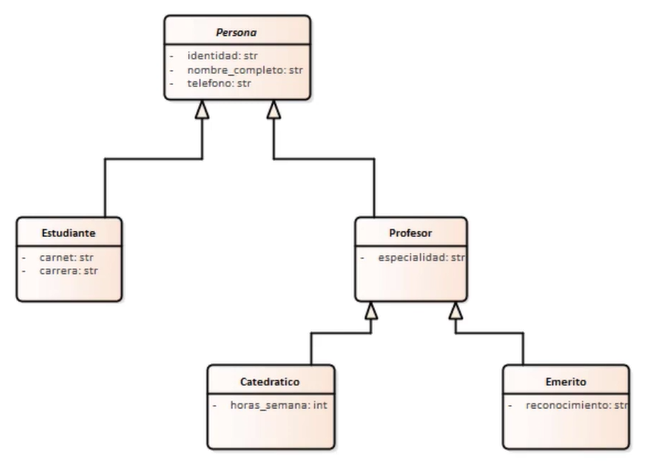 Persona
- identidad: str
- nombre_completo: str
- telefono: str
Estudiante
- carnet: str
- carrera: str
Profesor
- especialidad: str
Catedratico
- horas_semana: int
Emerito
- reconocimiento: str